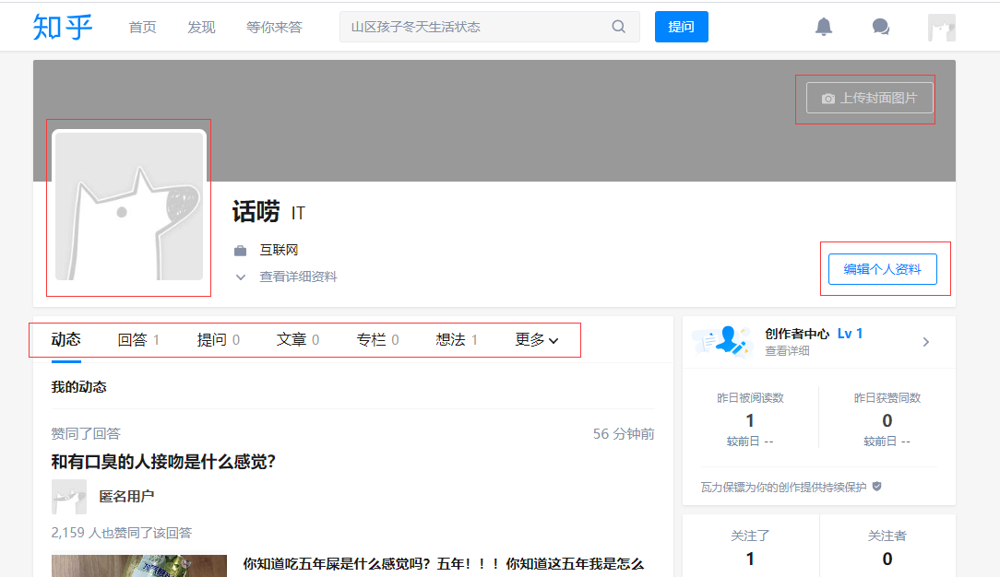 知乎 首页 发现 等你来答 山区孩子冬天生活状态 提问
上传封面图片
话唠 IT
互联网
查看详细资料
编辑个人资料
动态 回答 1 提问 0 文章 0 专栏 0 想法 1 更多
我的动态
赞同了回答 56 分钟前
和有口臭的人接吻是什么感觉?
匿名用户
2,159 人也赞同了该回答
你知道吃五年屎是什么感觉吗？五年！！！你知道这五年我是怎么
创作者中心 Lv 1
查看详细
昨日被阅读数 昨日获赞同数
1 0
较前日 -- 较前日 --
瓦力保镖为你的创作提供持续保护
关注了 关注者
1 0